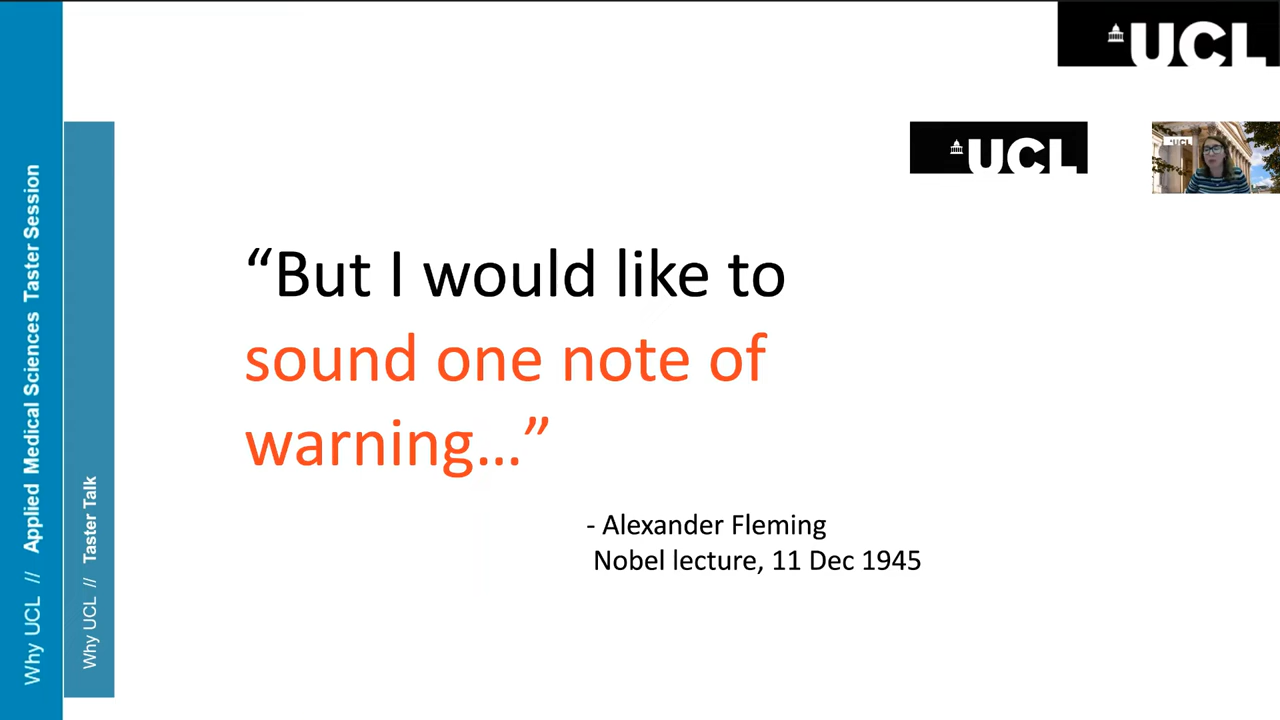 UCL
UCL
UCL
“But I would like to
sound one note of
warning...”
- Alexander Fleming
Nobel lecture, 11 Dec 1945
Why UCL // Applied Medical Sciences Taster Session
Why UCL // Taster Talk